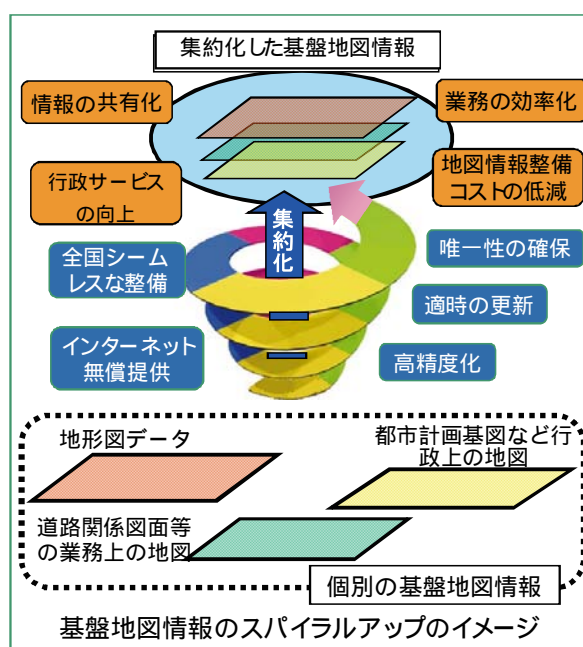 集約化した基盤地図情報
情報の共有化
業務の効率化
行政サービス
の向上
地図情報整備
コストの低減
集約化
全国シーム
レスな整備
唯一性の確保
適時の更新
インターネット
無償提供
高精度化
地形図データ
都市計画基図など行
政上の地図
道路関係図面等
の業務上の地図
個別の基盤地図情報
基盤地図情報のスパイラルアップのイメージ